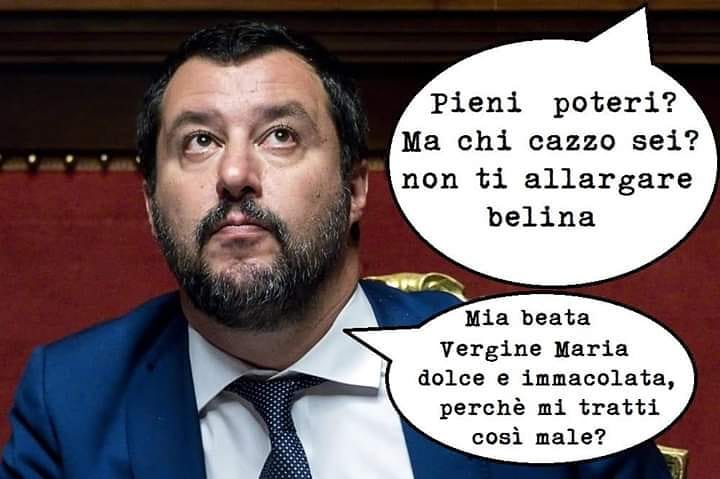 Pieni poteri?
Ma chi cazzo sei?
non ti allargare
belina
Mia beata
Vergine Maria
dolce e immacolata,
perchè mi tratti
così male?